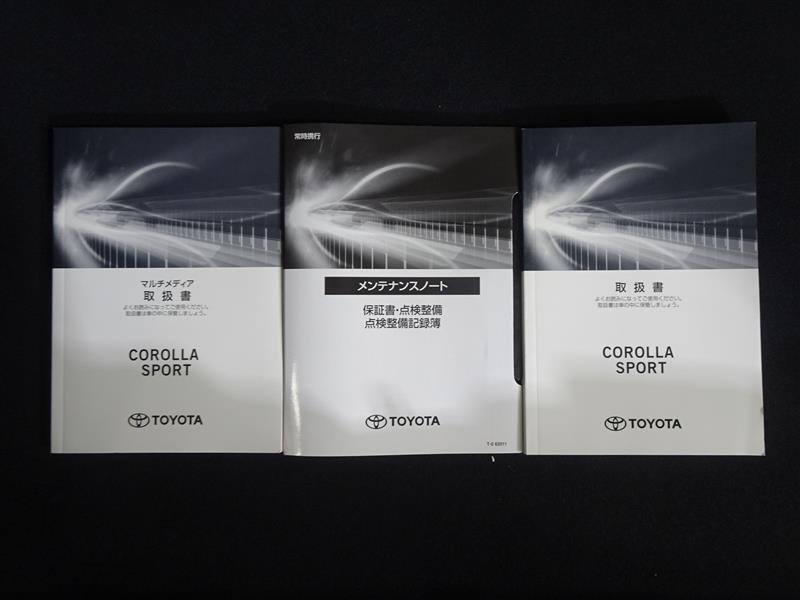 マルチメディア
取扱書
よくお読みになってご使用ください。
取扱書は車の中に保管しましょう。
COROLLA
SPORT
TOYOTA
常時携行
メンテナンスノート
保証書・点検整備
点検整備記録簿
TOYOTA
取扱書
よくお読みになってご使用ください。
取扱書は車の中に保管しましょう。
COROLLA
SPORT
TOYOTA